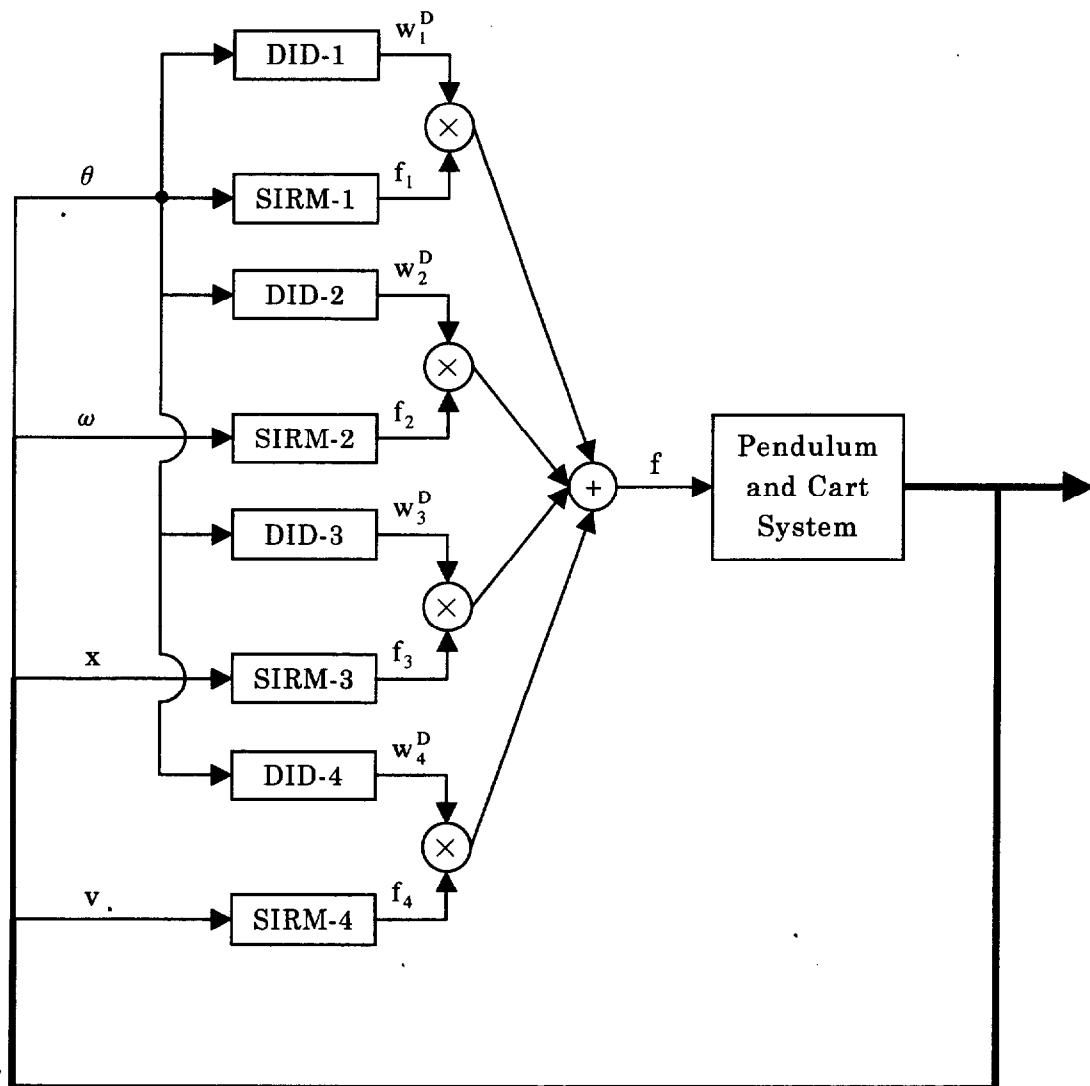 DID-1
w₁ᴰ
×
θ
SIRM-1
f₁
DID-2
w₂ᴰ
×
ω
SIRM-2
f₂
DID-3
w₃ᴰ
×
x
SIRM-3
f₃
DID-4
w₄ᴰ
×
v
SIRM-4
f₄
+
f
Pendulum
and Cart
System